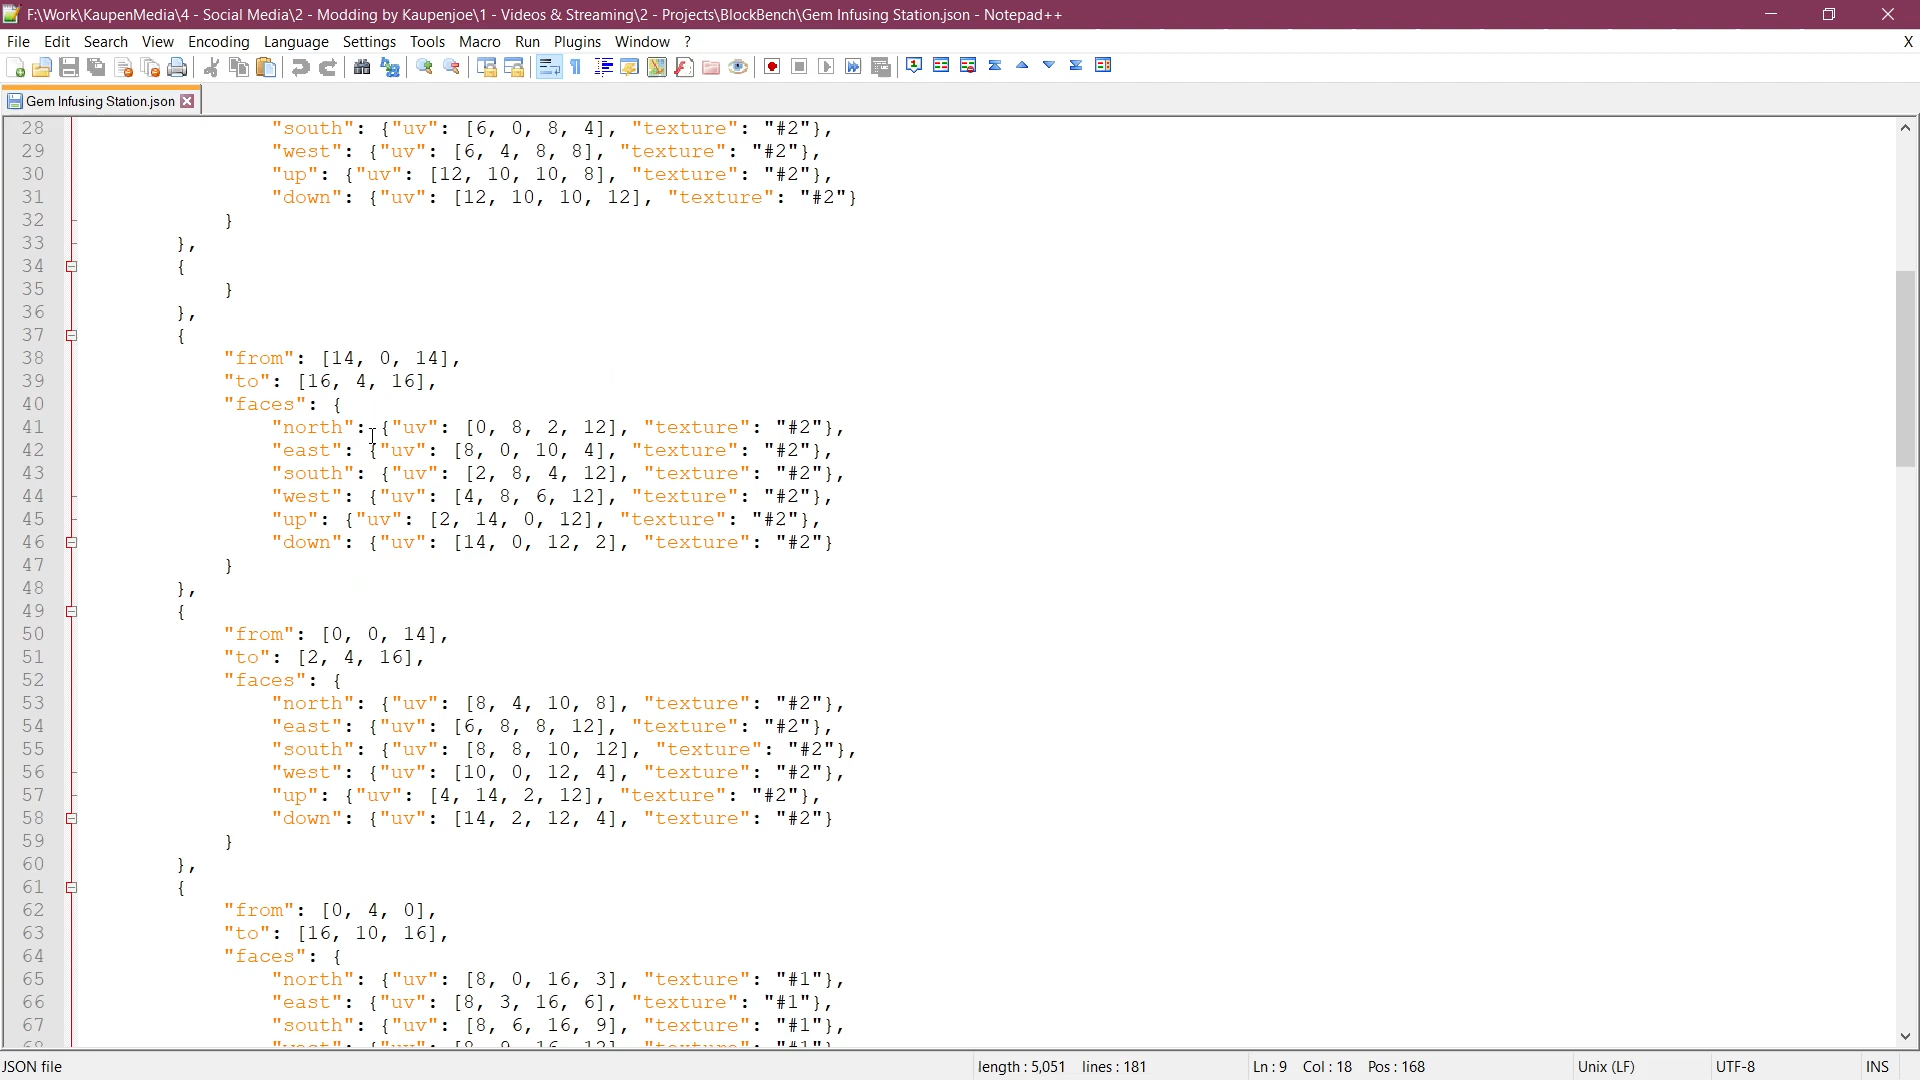 F:\Work\KaupenMedia\4 - Social Media\2 - Modding by Kaupenjoe\1 - Videos & Streaming\2 - Projects\BlockBench\Gem Infusing Station.json - Notepad++
File Edit Search View Encoding Language Settings Tools Macro Run Plugins Window ? X
Gem Infusing Station.json
28 "south": {"uv": [6, 0, 8, 4], "texture": "#2"},
29 "west": {"uv": [6, 4, 8, 8], "texture": "#2"},
30 "up": {"uv": [12, 10, 10, 8], "texture": "#2"},
31 "down": {"uv": [12, 10, 10, 12], "texture": "#2"}
32 }
33 },
34 {
35 }
36 },
37 {
38 "from": [14, 0, 14],
39 "to": [16, 4, 16],
40 "faces": {
41 "north": {"uv": [0, 8, 2, 12], "texture": "#2"},
42 "east": {"uv": [8, 0, 10, 4], "texture": "#2"},
43 "south": {"uv": [2, 8, 4, 12], "texture": "#2"},
44 "west": {"uv": [4, 8, 6, 12], "texture": "#2"},
45 "up": {"uv": [2, 14, 0, 12], "texture": "#2"},
46 "down": {"uv": [14, 0, 12, 2], "texture": "#2"}
47 }
48 },
49 {
50 "from": [0, 0, 14],
51 "to": [2, 4, 16],
52 "faces": {
53 "north": {"uv": [8, 4, 10, 8], "texture": "#2"},
54 "east": {"uv": [6, 8, 8, 12], "texture": "#2"},
55 "south": {"uv": [8, 8, 10, 12], "texture": "#2"},
56 "west": {"uv": [10, 0, 12, 4], "texture": "#2"},
57 "up": {"uv": [4, 14, 2, 12], "texture": "#2"},
58 "down": {"uv": [14, 2, 12, 4], "texture": "#2"}
59 }
60 },
61 {
62 "from": [0, 4, 0],
63 "to": [16, 10, 16],
64 "faces": {
65 "north": {"uv": [8, 0, 16, 3], "texture": "#1"},
66 "east": {"uv": [8, 3, 16, 6], "texture": "#1"},
67 "south": {"uv": [8, 6, 16, 9], "texture": "#1"},
68 "west": {"uv": [8, 9, 16, 12], "texture": "#1"},
JSON file length : 5,051 lines : 181 Ln : 9 Col : 18 Pos : 168 Unix (LF) UTF-8 INS